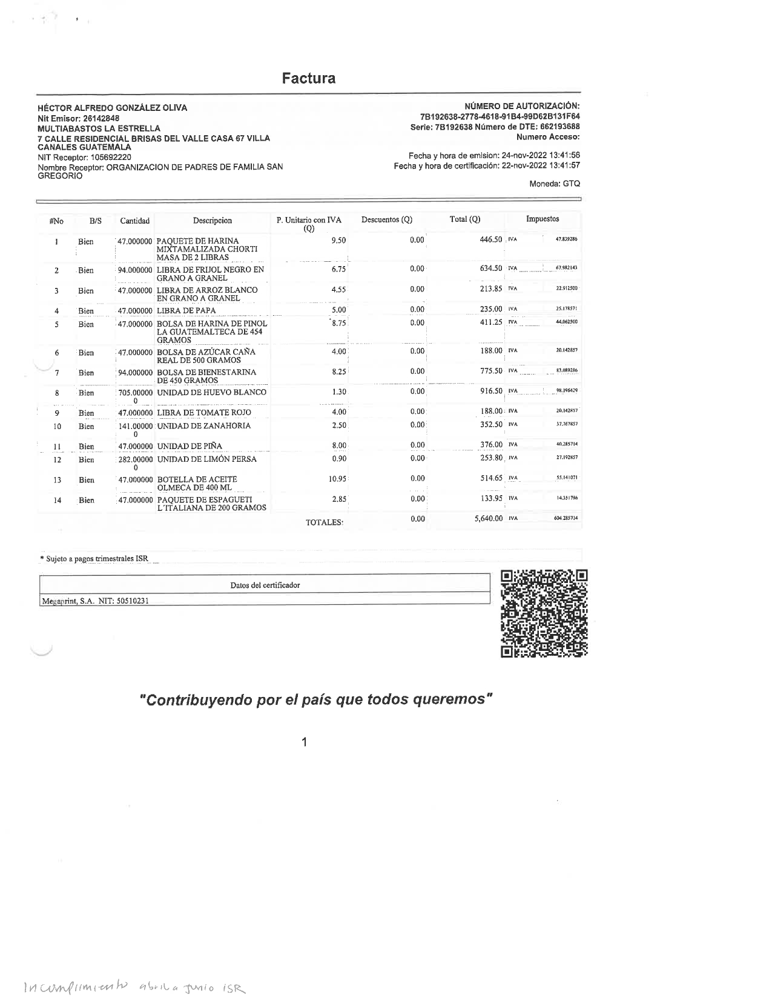 Factura
HÉCTOR ALFREDO GONZÁLEZ OLIVA
Nit Emisor: 26142848
MULTIABASTOS LA ESTRELLA
7 CALLE RESIDENCIAL BRISAS DEL VALLE CASA 67 VILLA
CANALES GUATEMALA
NIT Receptor: 105692220
Nombre Receptor: ORGANIZACION DE PADRES DE FAMILIA SAN
GREGORIO
NÚMERO DE AUTORIZACIÓN:
7B192638-2778-4618-91B4-99D62B131F64
Serie: 7B192638 Número de DTE: 662193688
Numero Acceso:
Fecha y hora de emision: 24-nov-2022 13:41:56
Fecha y hora de certificación: 22-nov-2022 13:41:57
Moneda: GTQ
#No B/S Cantidad Descripcion P. Unitario con IVA Descuentos (Q) Total (Q) Impuestos
(Q)
1 Bien 47.000000 PAQUETE DE HARINA 9.50 0.00 446.50 IVA 47.839286
MIXTAMALIZADA CHORTI
MASA DE 2 LIBRAS
2 Bien 94.000000 LIBRA DE FRIJOL NEGRO EN 6.75 0.00 634.50 IVA 67.982143
GRANO A GRANEL
3 Bien 47.000000 LIBRA DE ARROZ BLANCO 4.55 0.00 213.85 IVA 22.912500
EN GRANO A GRANEL
4 Bien 47.000000 LIBRA DE PAPA 5.00 0.00 235.00 IVA 25.178571
5 Bien 47.000000 BOLSA DE HARINA DE PINOL 8.75 0.00 411.25 IVA 44.062500
LA GUATEMALTECA DE 454
GRAMOS
6 Bien 47.000000 BOLSA DE AZÚCAR CAÑA 4.00 0.00 188.00 IVA 20.142857
REAL DE 500 GRAMOS
7 Bien 94.000000 BOLSA DE BIENESTARINA 8.25 0.00 775.50 IVA 83.089286
DE 450 GRAMOS
8 Bien 705.00000 UNIDAD DE HUEVO BLANCO 1.30 0.00 916.50 IVA 98.196429
0
9 Bien 47.000000 LIBRA DE TOMATE ROJO 4.00 0.00 188.00 IVA 20.142857
10 Bien 141.00000 UNIDAD DE ZANAHORIA 2.50 0.00 352.50 IVA 37.767857
0
11 Bien 47.000000 UNIDAD DE PIÑA 8.00 0.00 376.00 IVA 40.285714
12 Bien 282.00000 UNIDAD DE LIMÓN PERSA 0.90 0.00 253.80 IVA 27.192857
0
13 Bien 47.000000 BOTELLA DE ACEITE 10.95 0.00 514.65 IVA 55.141071
OLMECA DE 400 ML
14 Bien 47.000000 PAQUETE DE ESPAGUETI 2.85 0.00 133.95 IVA 14.351786
L´ITALIANA DE 200 GRAMOS
TOTALES: 0.00 5,640.00 IVA 604.285714
* Sujeto a pagos trimestrales ISR
Datos del certificador
Megaprint, S.A. NIT: 50510231
"Contribuyendo por el país que todos queremos"
1
Incumplimiento abril a junio ISR